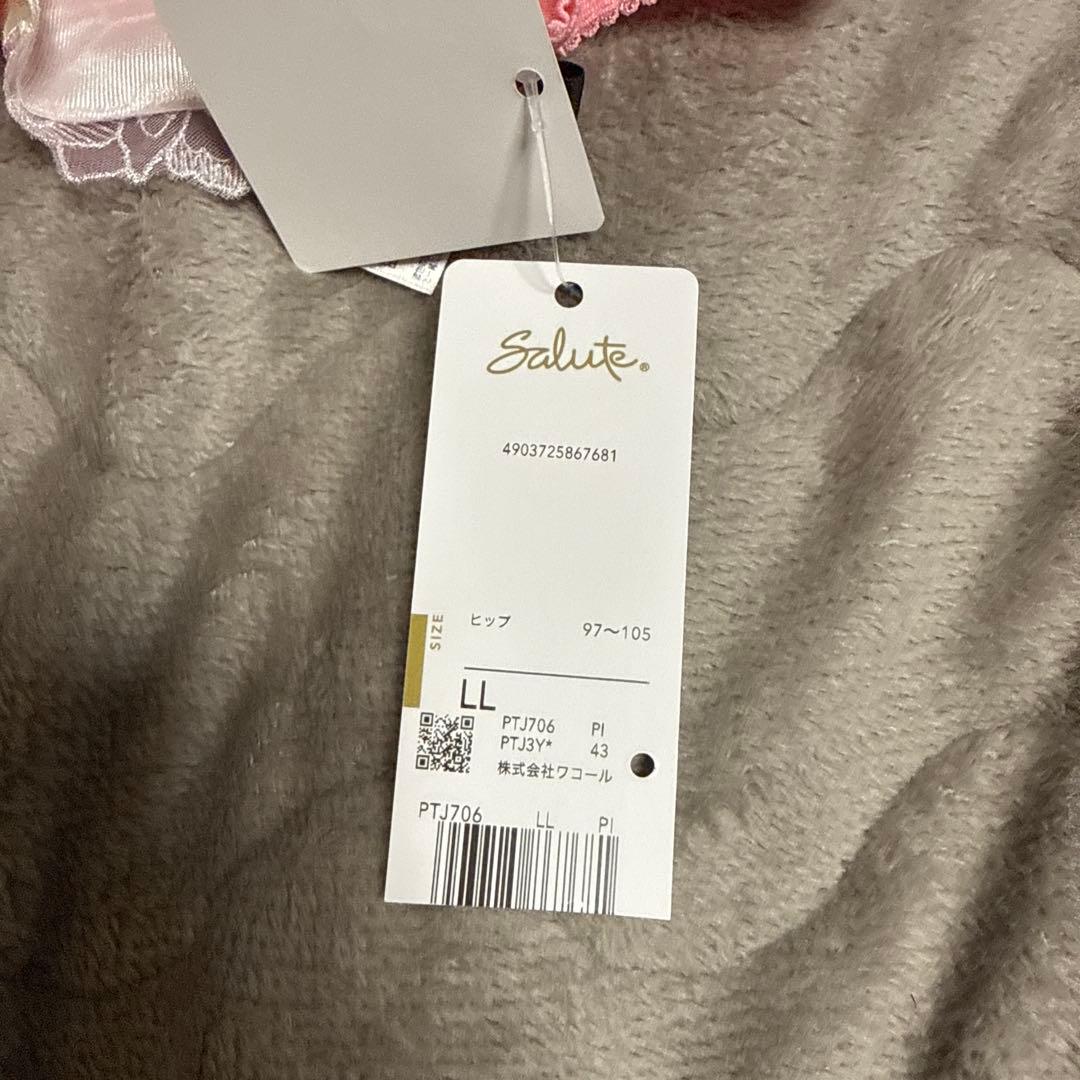 Salute®
4903725867681
SIZE
ヒップ 97～105
LL
PTJ706 PI
PTJ3Y* 43
株式会社ワコール
PTJ706 LL PI